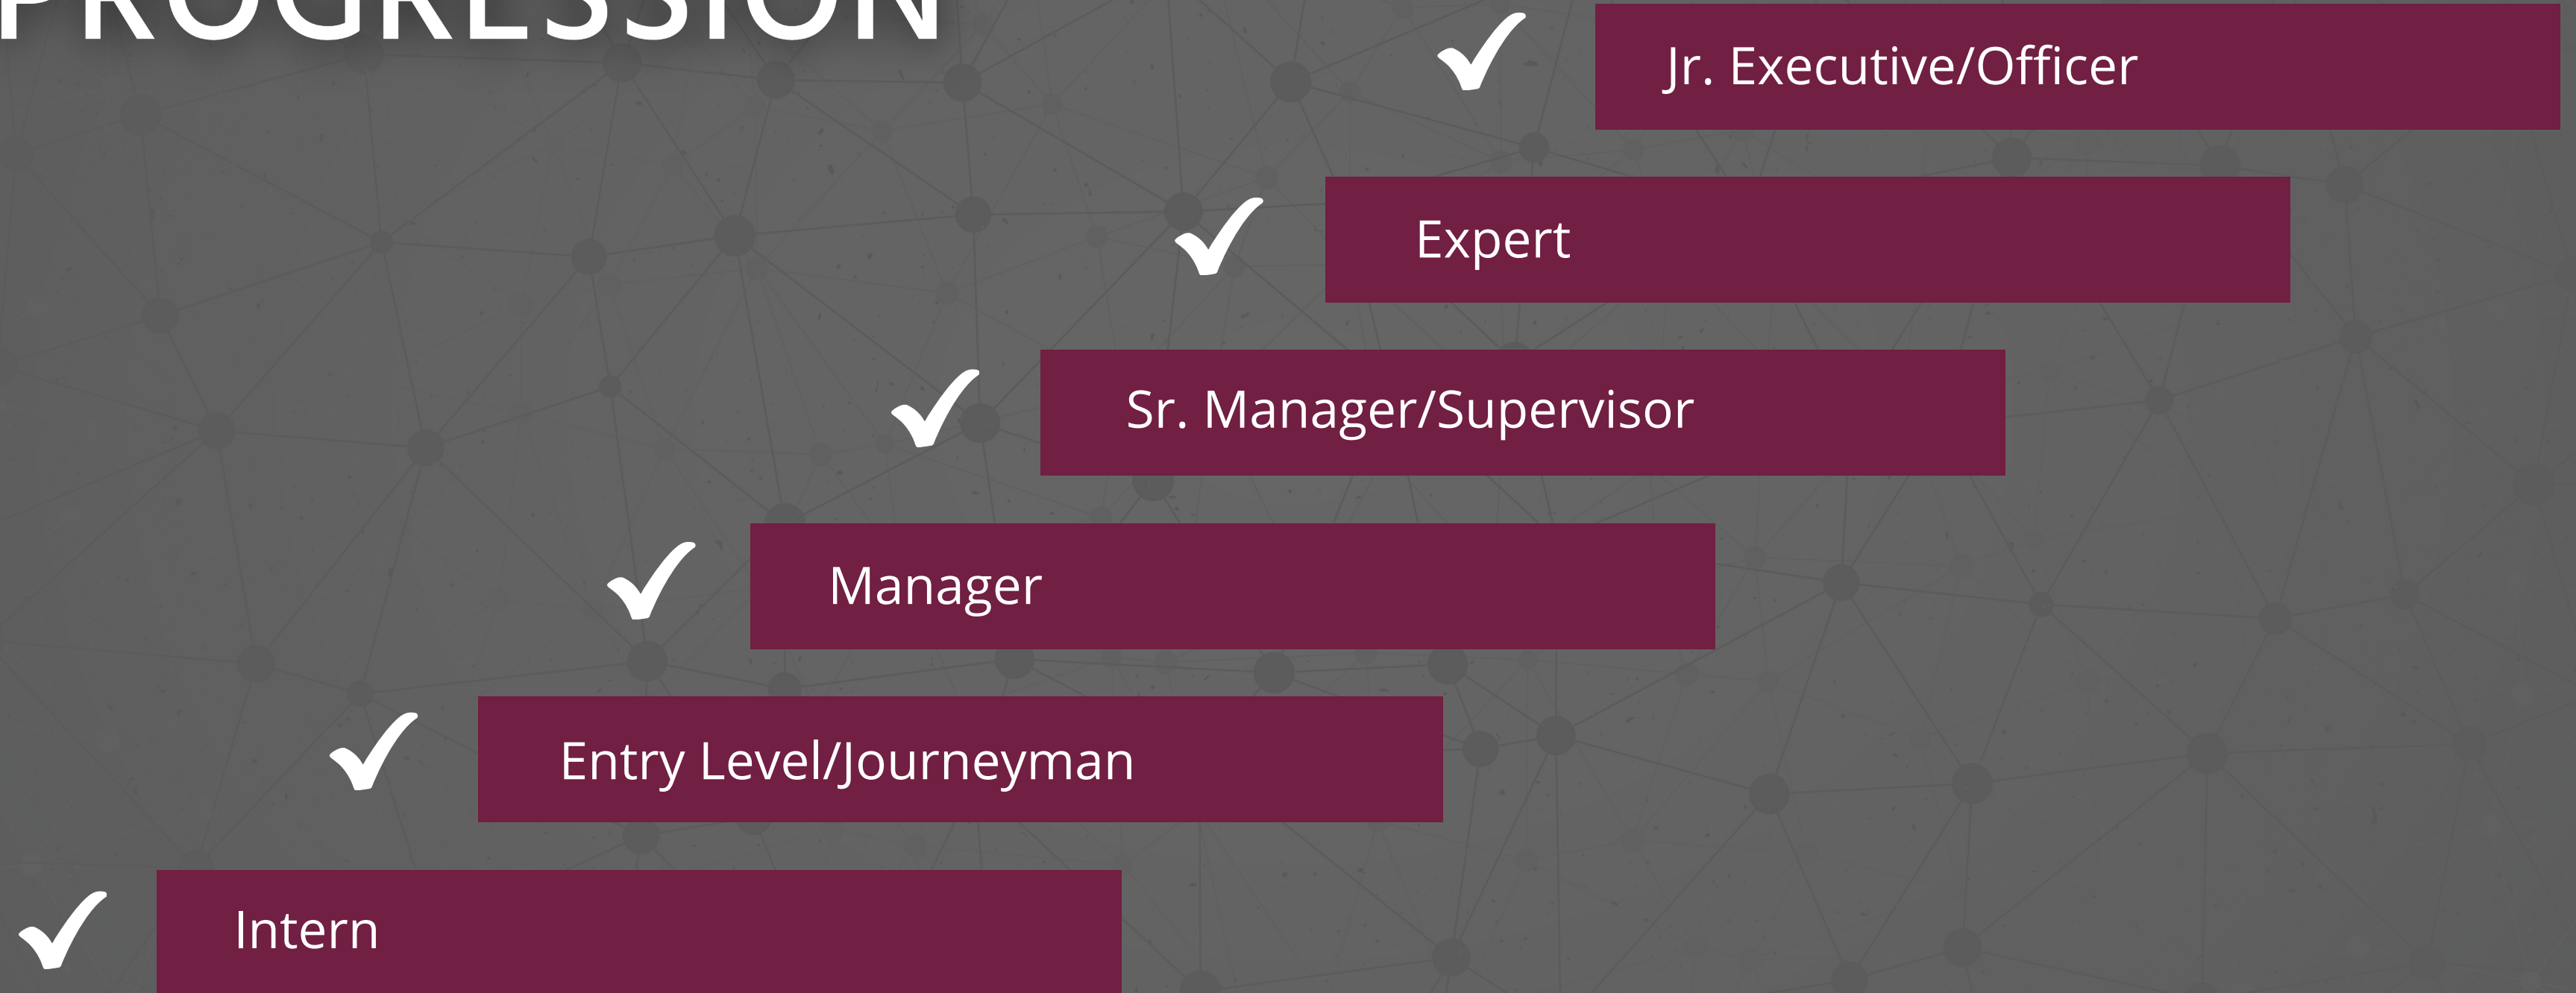 PROGRESSION
Jr. Executive/Officer
Expert
Sr. Manager/Supervisor
Manager
Entry Level/Journeyman
Intern